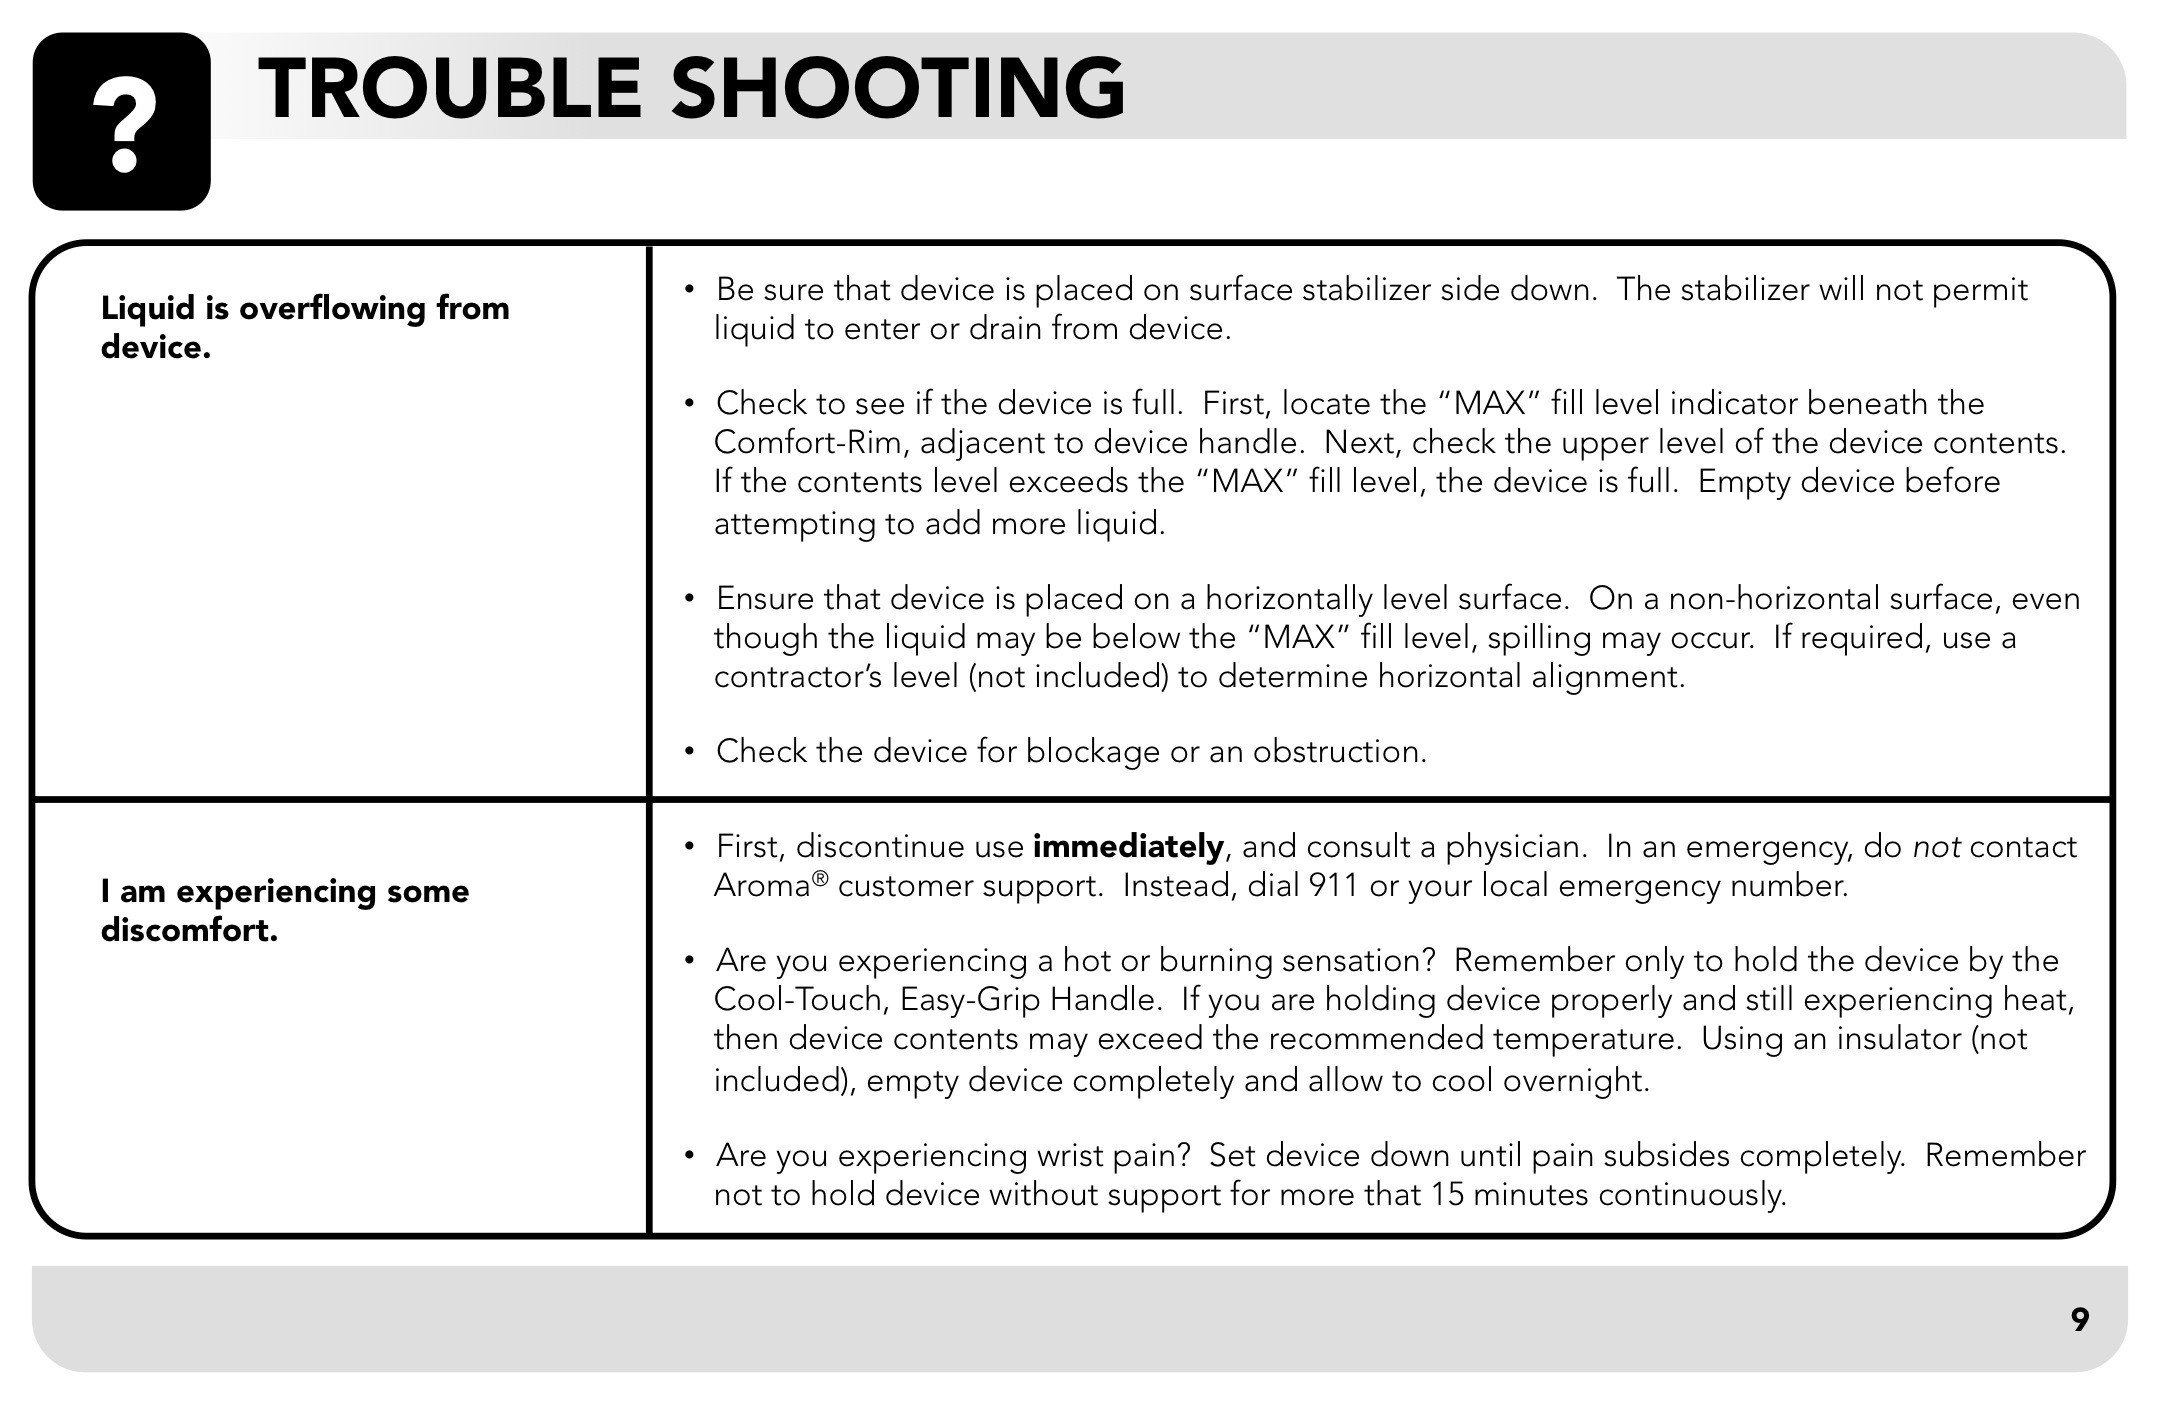 ?
TROUBLE SHOOTING
Liquid is overflowing from
device.
• Be sure that device is placed on surface stabilizer side down.  The stabilizer will not permit
liquid to enter or drain from device.
• Check to see if the device is full.  First, locate the “MAX” fill level indicator beneath the
Comfort-Rim, adjacent to device handle.  Next, check the upper level of the device contents.
If the contents level exceeds the “MAX” fill level, the device is full.  Empty device before
attempting to add more liquid.
• Ensure that device is placed on a horizontally level surface.  On a non-horizontal surface, even
though the liquid may be below the “MAX” fill level, spilling may occur.  If required, use a
contractor’s level (not included) to determine horizontal alignment.
• Check the device for blockage or an obstruction.
I am experiencing some
discomfort.
• First, discontinue use immediately, and consult a physician.  In an emergency, do not contact
Aroma® customer support.  Instead, dial 911 or your local emergency number.
• Are you experiencing a hot or burning sensation?  Remember only to hold the device by the
Cool-Touch, Easy-Grip Handle.  If you are holding device properly and still experiencing heat,
then device contents may exceed the recommended temperature.  Using an insulator (not
included), empty device completely and allow to cool overnight.
• Are you experiencing wrist pain?  Set device down until pain subsides completely.  Remember
not to hold device without support for more that 15 minutes continuously.
9